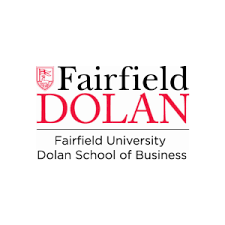 Fairfield
DOLAN
Fairfield University
Dolan School of Business